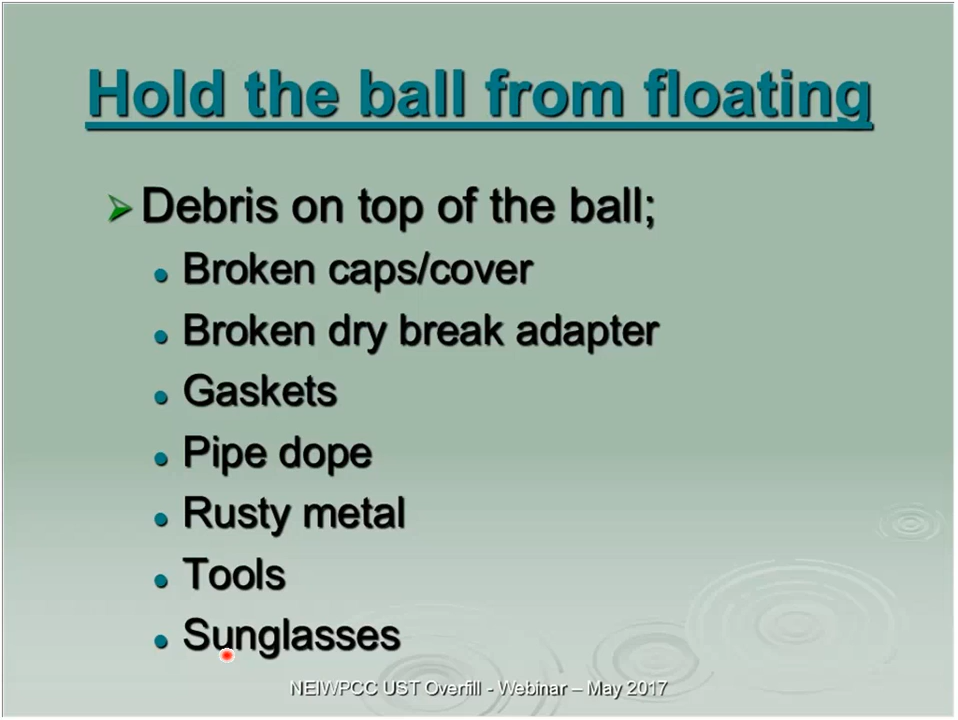 Hold the ball from floating
Debris on top of the ball;
Broken caps/cover
Broken dry break adapter
Gaskets
Pipe dope
Rusty metal
Tools
Sunglasses
NEIWPCC UST Overfill - Webinar – May 2017